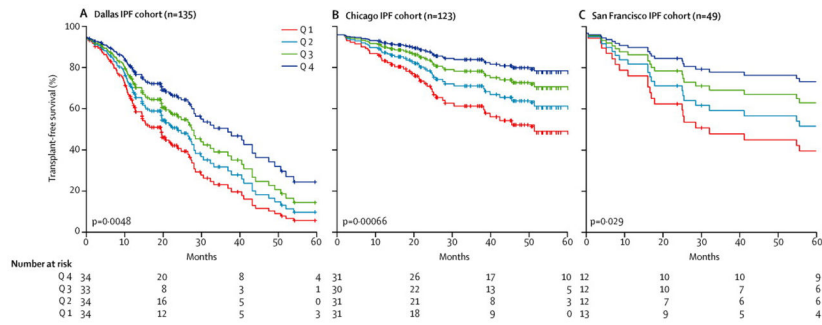 A Dallas IPF cohort (n=135)
B Chicago IPF cohort (n=123)
C San Francisco IPF cohort (n=49)
Q 1
Q 2
Q 3
Q 4
Transplant-free survival (%)
100
80
60
40
20
0
p=0·0048
p=0·00066
p=0·029
0 10 20 30 40 50 60
0 10 20 30 40 50 60
0 10 20 30 40 50 60
Months
Months
Months
Number at risk
Q 4 34 20 8 4 31 26 17 10 12 10 10 9
Q 3 33 8 3 1 30 22 13 5 12 10 7 6
Q 2 34 16 5 0 31 21 8 3 12 7 6 6
Q 1 34 12 5 3 31 18 9 0 13 9 5 4